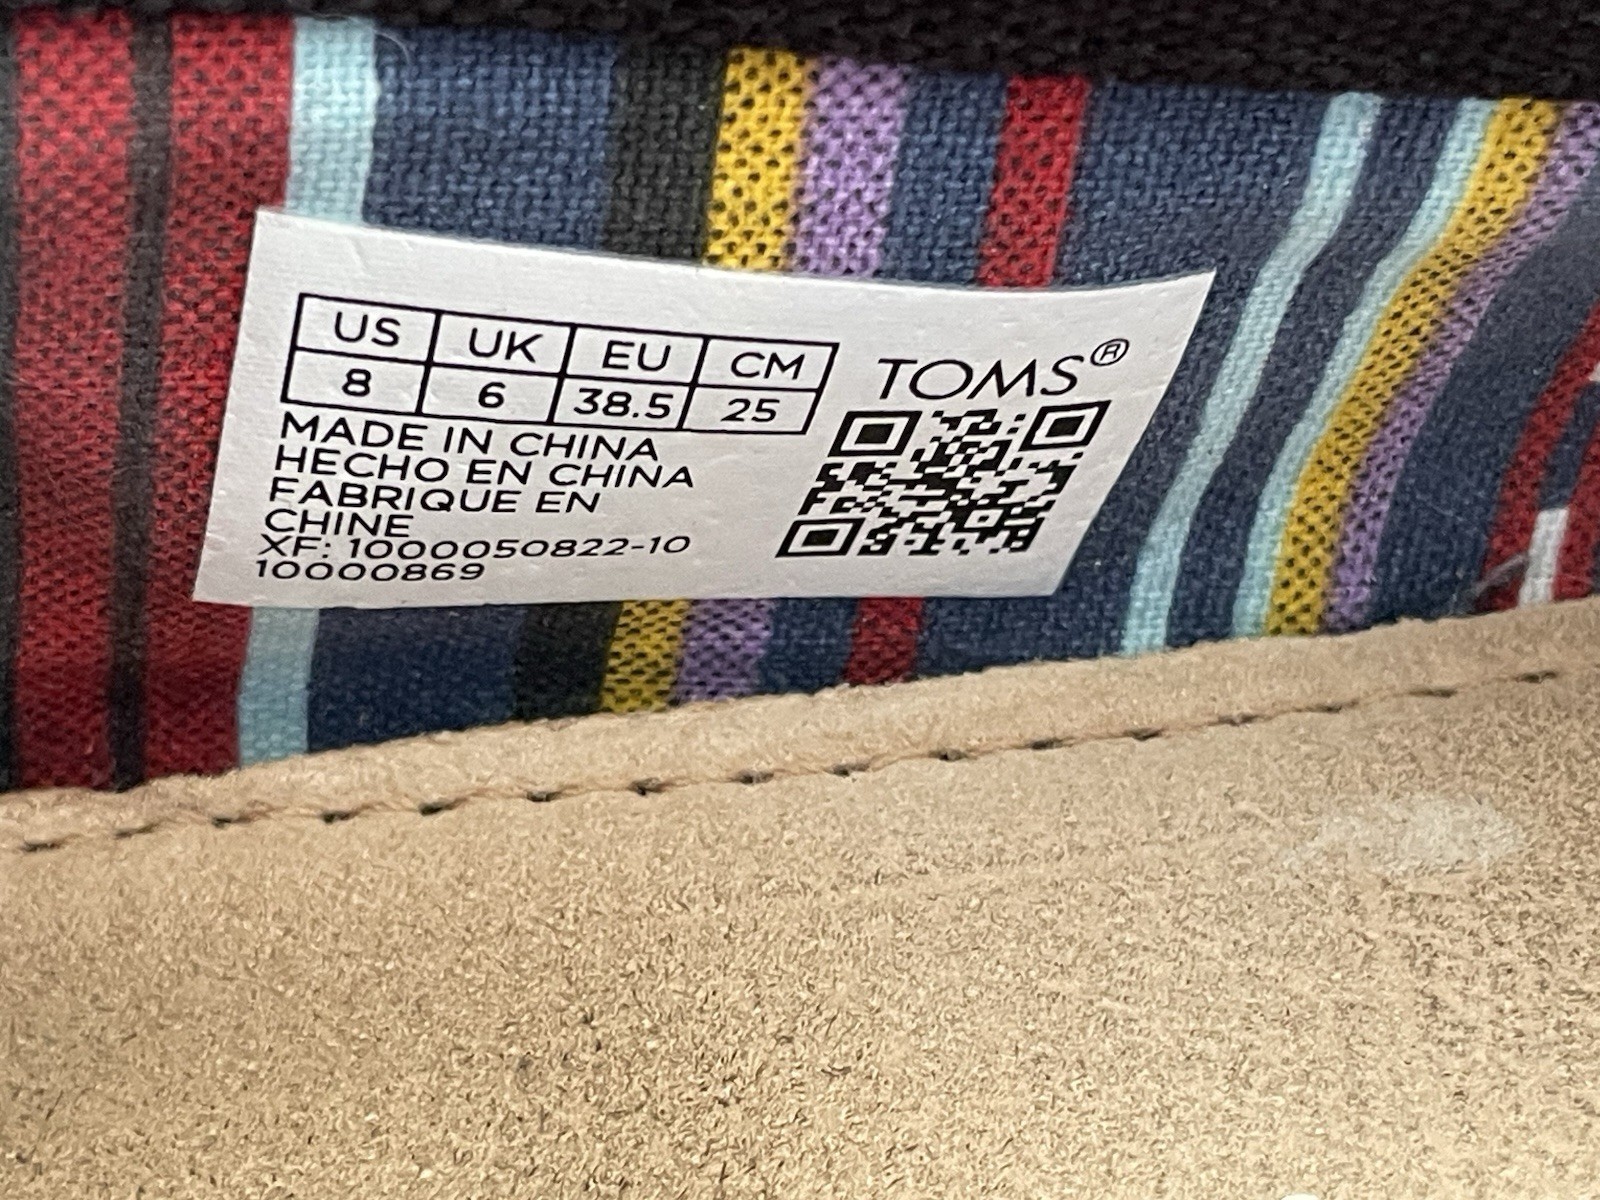 US UK EU CM
8 6 38.5 25
TOMS®
MADE IN CHINA
HECHO EN CHINA
FABRIQUE EN
CHINE
XF: 1000050822-10
10000869